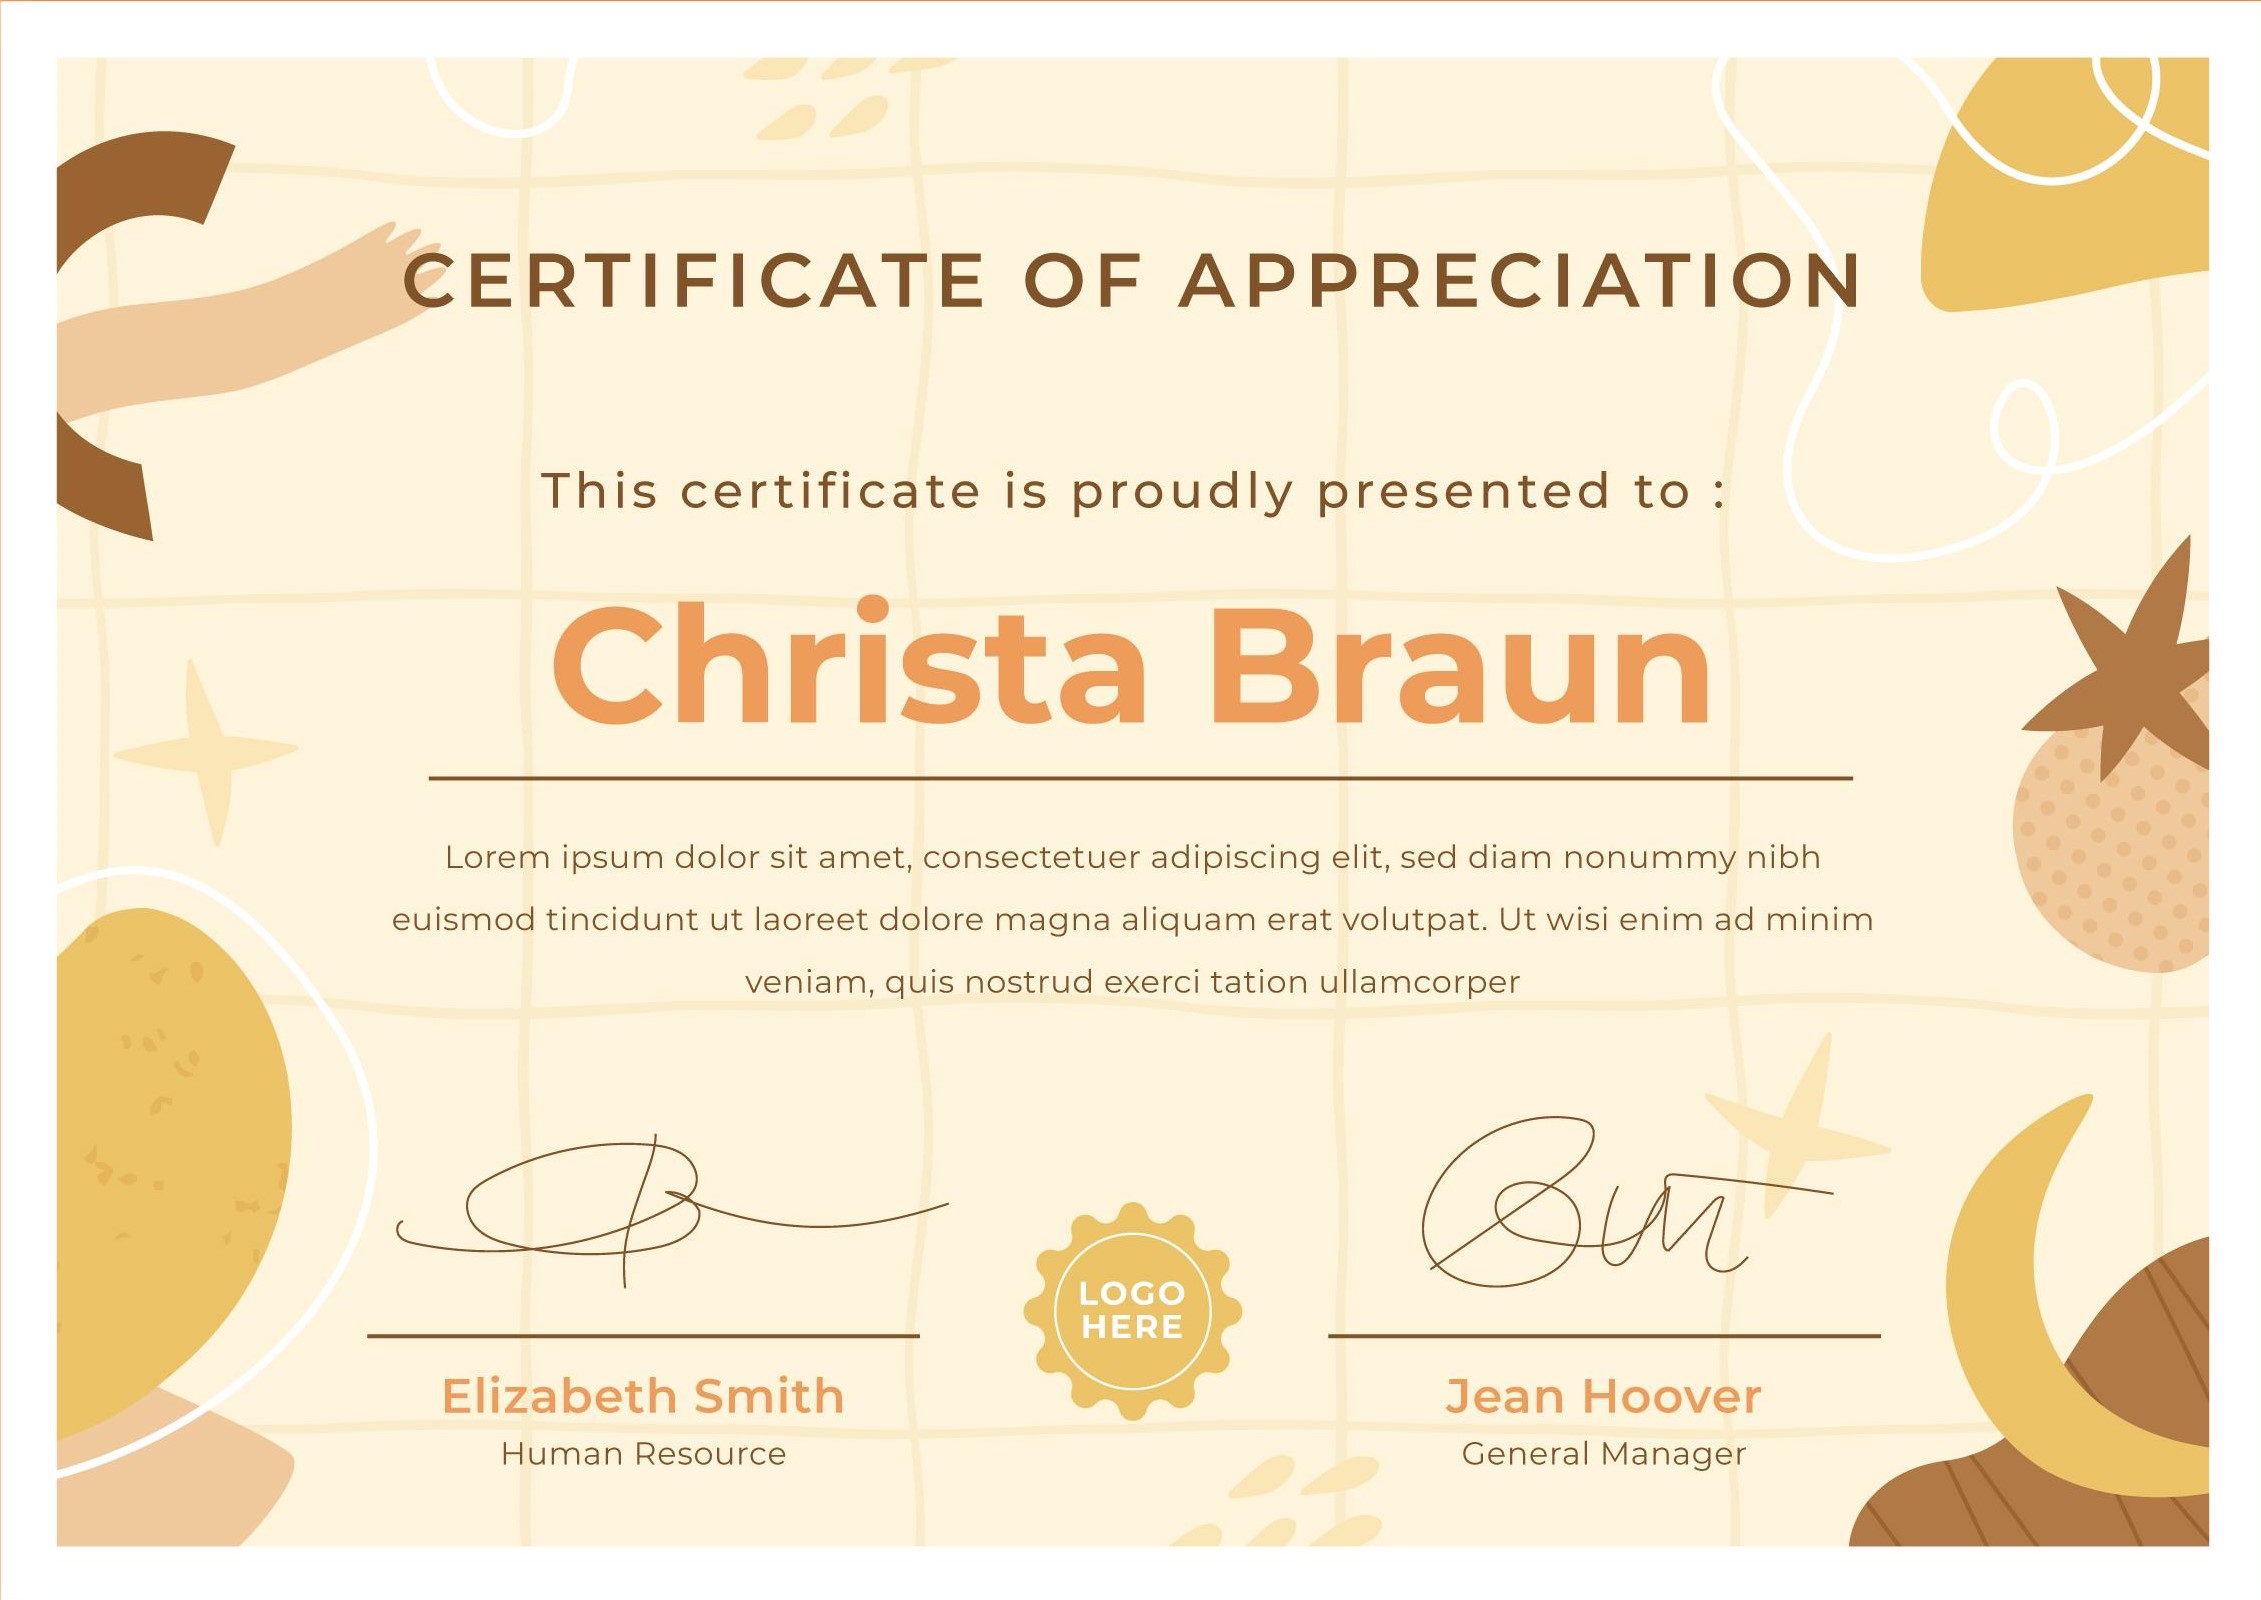 CERTIFICATE OF APPRECIATION
This certificate is proudly presented to :
Christa Braun
Lorem ipsum dolor sit amet, consectetuer adipiscing elit, sed diam nonummy nibh
euismod tincidunt ut laoreet dolore magna aliquam erat volutpat. Ut wisi enim ad minim
veniam, quis nostrud exerci tation ullamcorper
LOGO
HERE
Elizabeth Smith
Human Resource
Jean Hoover
General Manager